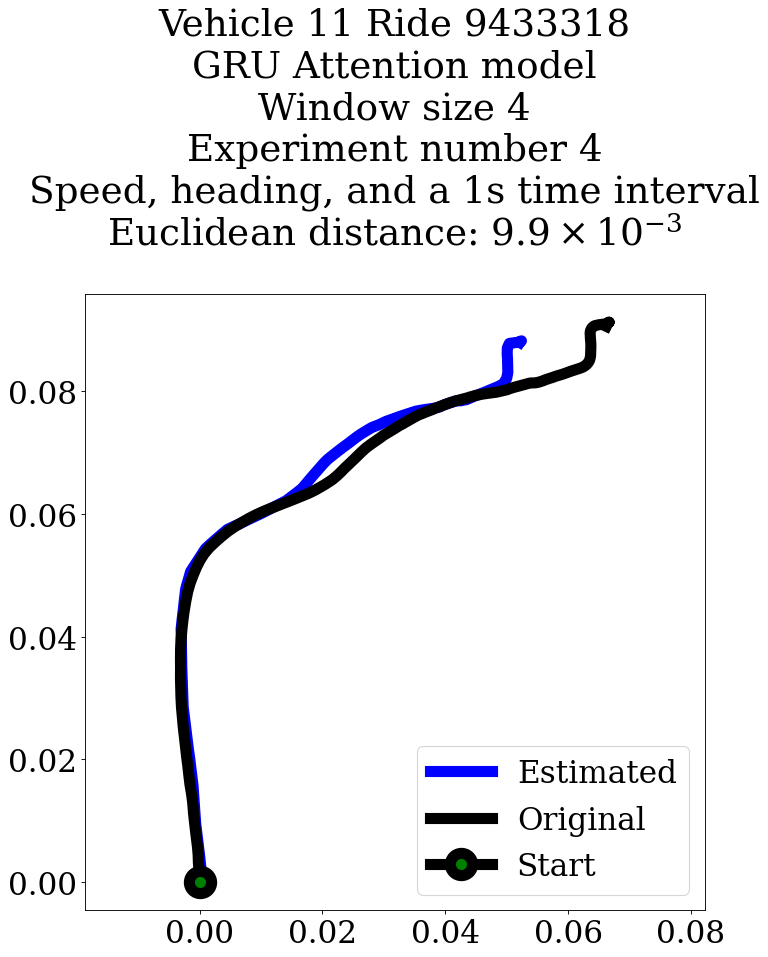 Vehicle 11 Ride 9433318
GRU Attention model
Window size 4
Experiment number 4
Speed, heading, and a 1s time interval
Euclidean distance: 9.9 × 10⁻³
0.08
0.06
0.04
0.02
0.00
Estimated
Original
Start
0.00 0.02 0.04 0.06 0.08